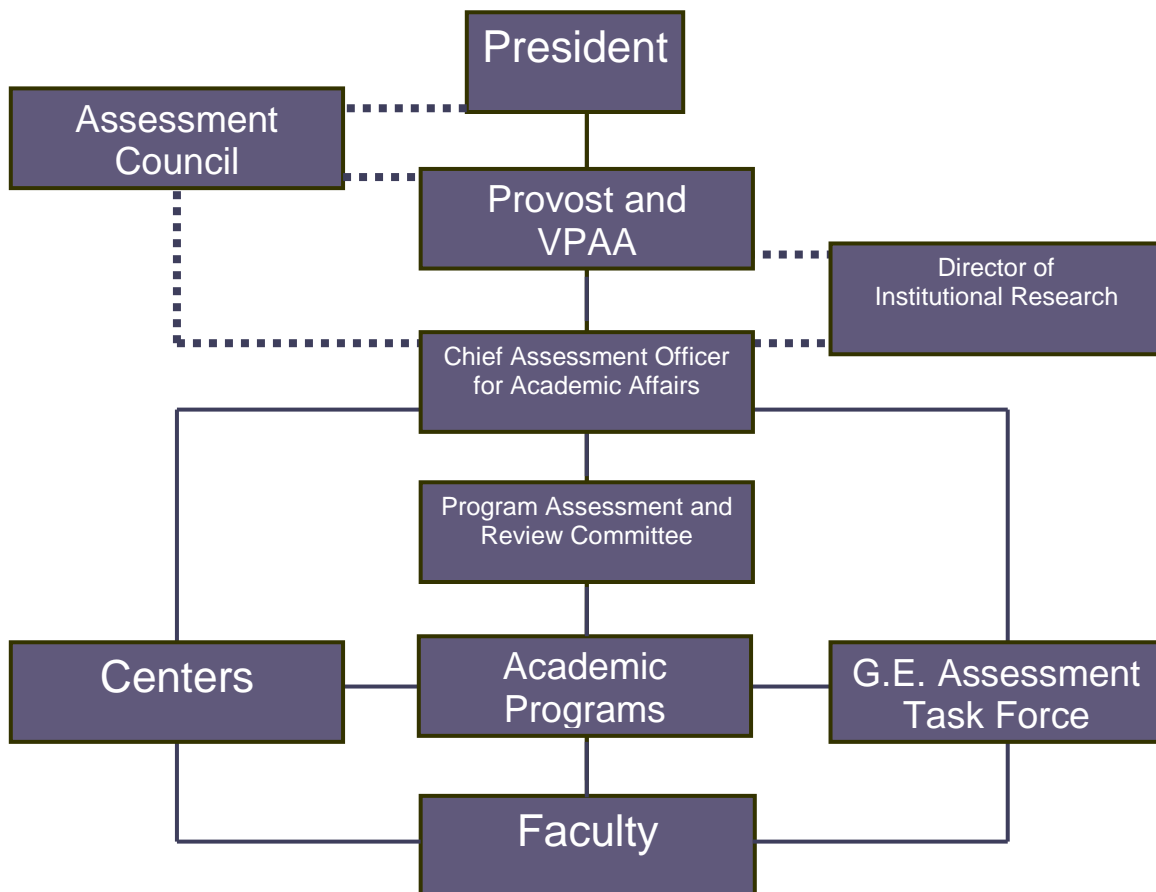 President
Assessment
Council
Provost and
VPAA
Director of
Institutional Research
Chief Assessment Officer
for Academic Affairs
Program Assessment and
Review Committee
Centers
Academic
Programs
G.E. Assessment
Task Force
Faculty